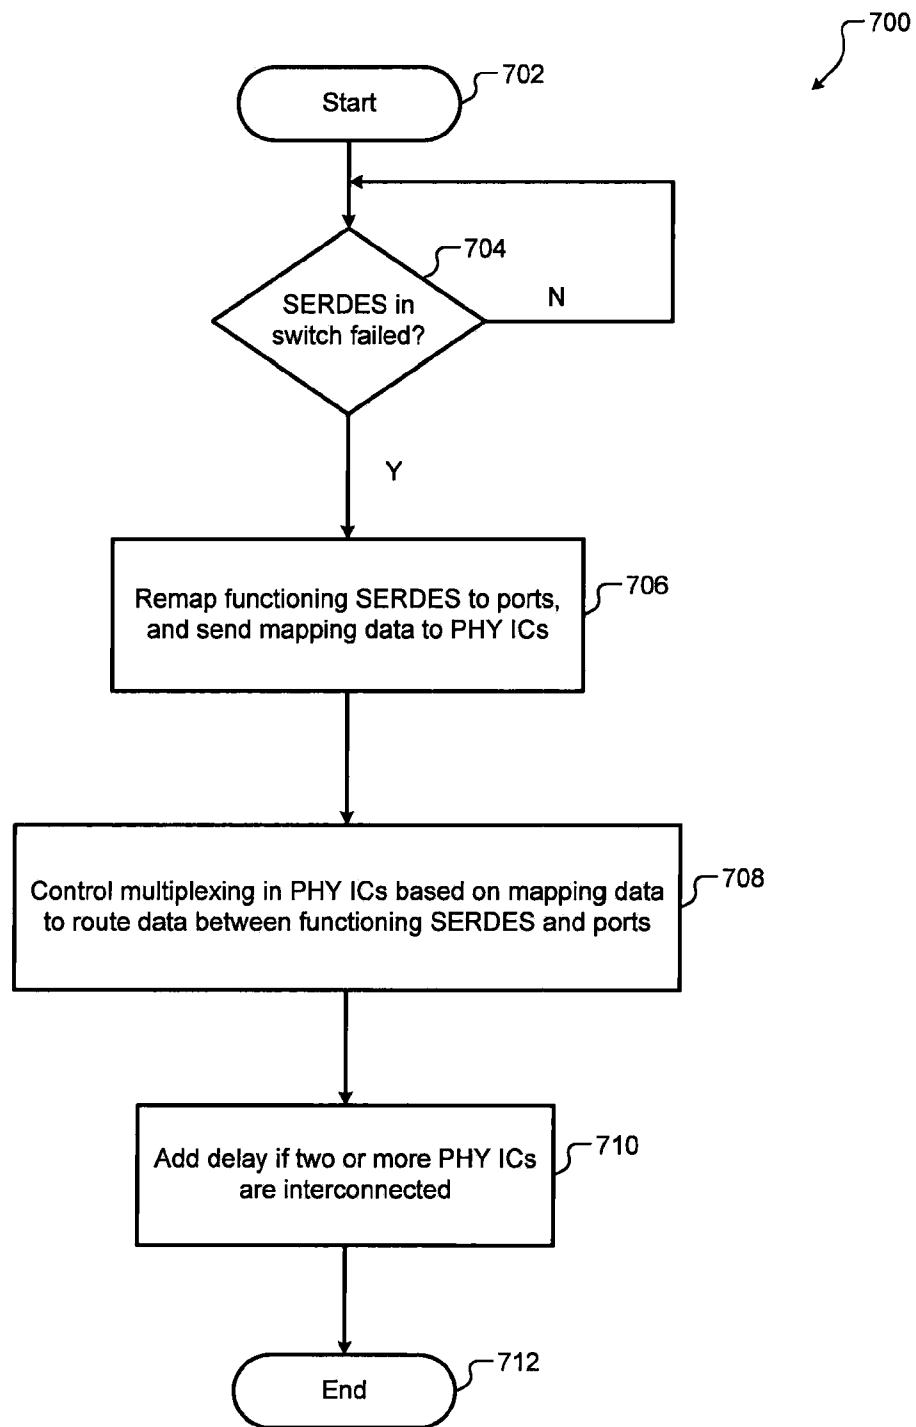 700
702
Start
704
SERDES in
switch failed?
N
Y
706
Remap functioning SERDES to ports,
and send mapping data to PHY ICs
708
Control multiplexing in PHY ICs based on mapping data
to route data between functioning SERDES and ports
710
Add delay if two or more PHY ICs
are interconnected
712
End